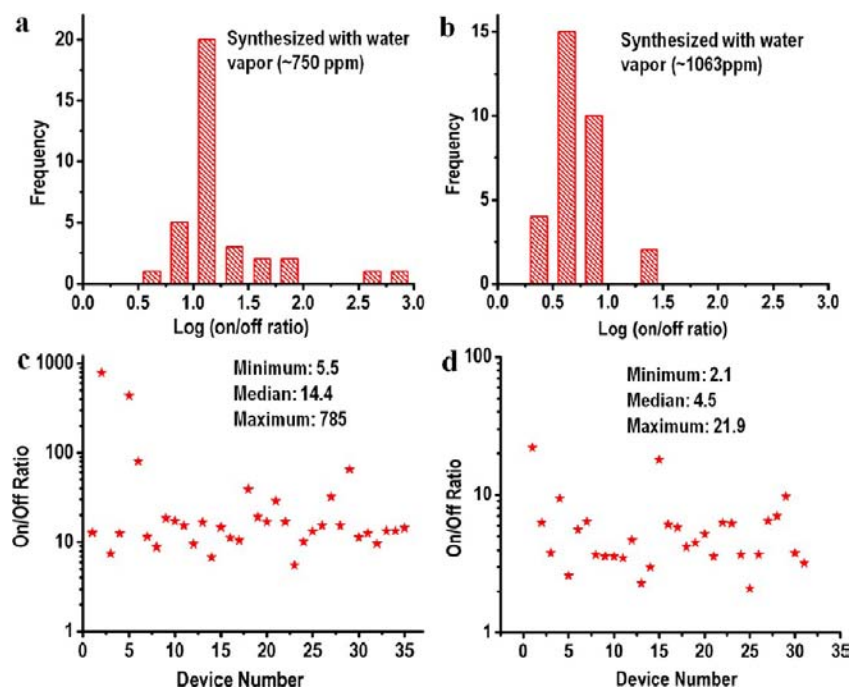 a
Synthesized with water
vapor (~750 ppm)
Frequency
20
15
10
5
0
0.0 0.5 1.0 1.5 2.0 2.5 3.0
Log (on/off ratio)
b
Synthesized with water
vapor (~1063ppm)
Frequency
15
10
5
0
0.0 0.5 1.0 1.5 2.0 2.5 3.0
Log (on/off ratio)
c
Minimum: 5.5
Median: 14.4
Maximum: 785
On/Off Ratio
1000
100
10
1
0 5 10 15 20 25 30 35
Device Number
d
Minimum: 2.1
Median: 4.5
Maximum: 21.9
On/Off Ratio
100
10
1
0 5 10 15 20 25 30 35
Device Number